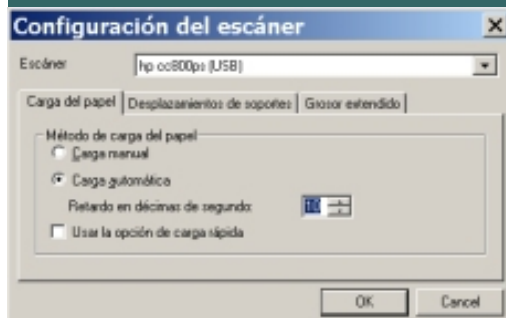 Configuración del escáner
Escáner hp cc800ps (USB)
Carga del papel Desplazamientos de soportes Grosor extendido
Método de carga del papel
Carga manual
Carga automática
Retardo en décimas de segundo: 10
Usar la opción de carga rápida
OK Cancel